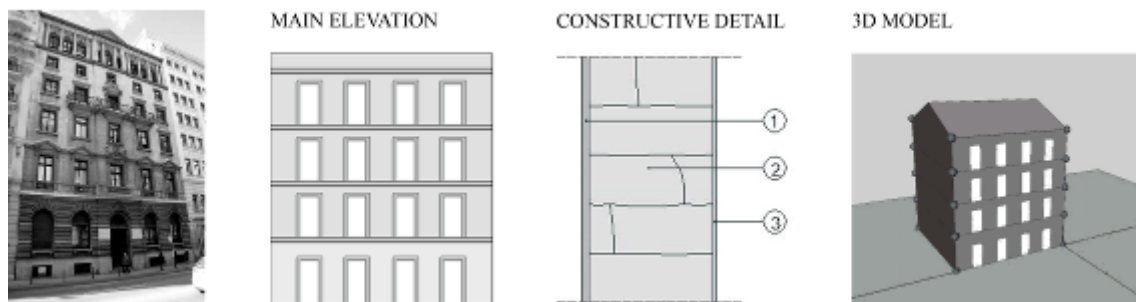 MAIN ELEVATION
CONSTRUCTIVE DETAIL
3D MODEL
1
2
3